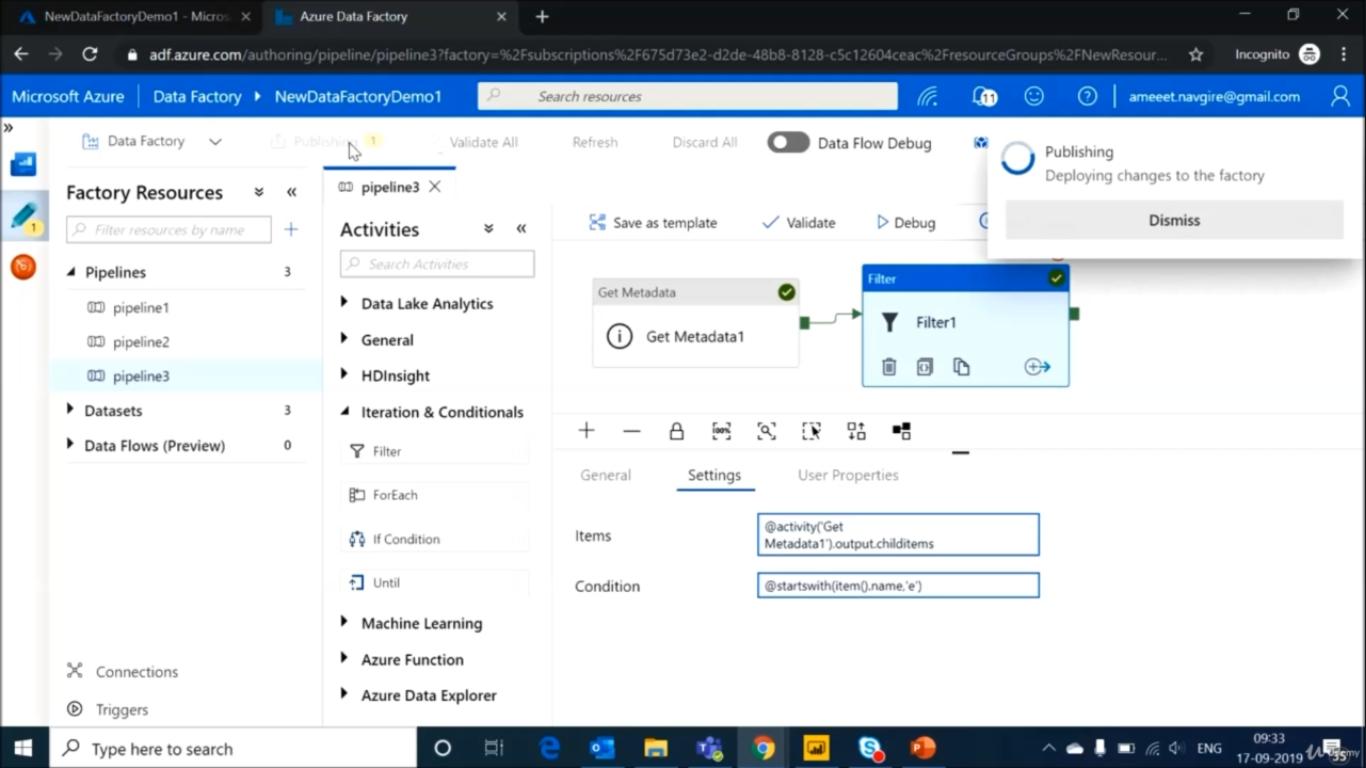 NewDataFactoryDemo1 - Micros
Azure Data Factory
adf.azure.com/authoring/pipeline/pipeline3?factory=%2Fsubscriptions%2F675d73e2-d2de-48b8-8128-c5c12604ceac%2FresourceGroups%2FNewResour...
Incognito
Microsoft Azure
Data Factory
NewDataFactoryDemo1
Search resources
11
ameeet.navgire@gmail.com
Data Factory
Publishing
1
Validate All
Refresh
Discard All
Data Flow Debug
Publishing
Deploying changes to the factory
Dismiss
1
Factory Resources
Filter resources by name
Pipelines 3
pipeline1
pipeline2
pipeline3
Datasets 3
Data Flows (Preview) 0
Connections
Triggers
pipeline3
Activities
Search Activities
Data Lake Analytics
General
HDInsight
Iteration & Conditionals
Filter
ForEach
If Condition
Until
Machine Learning
Azure Function
Azure Data Explorer
Save as template
Validate
Debug
Get Metadata
Get Metadata1
Filter
Filter1
100%
General
Settings
User Properties
Items
@activity('Get
Metadata1').output.childitems
Condition
@startswith(item().name,'e')
Type here to search
ENG
09:33
17-09-2019